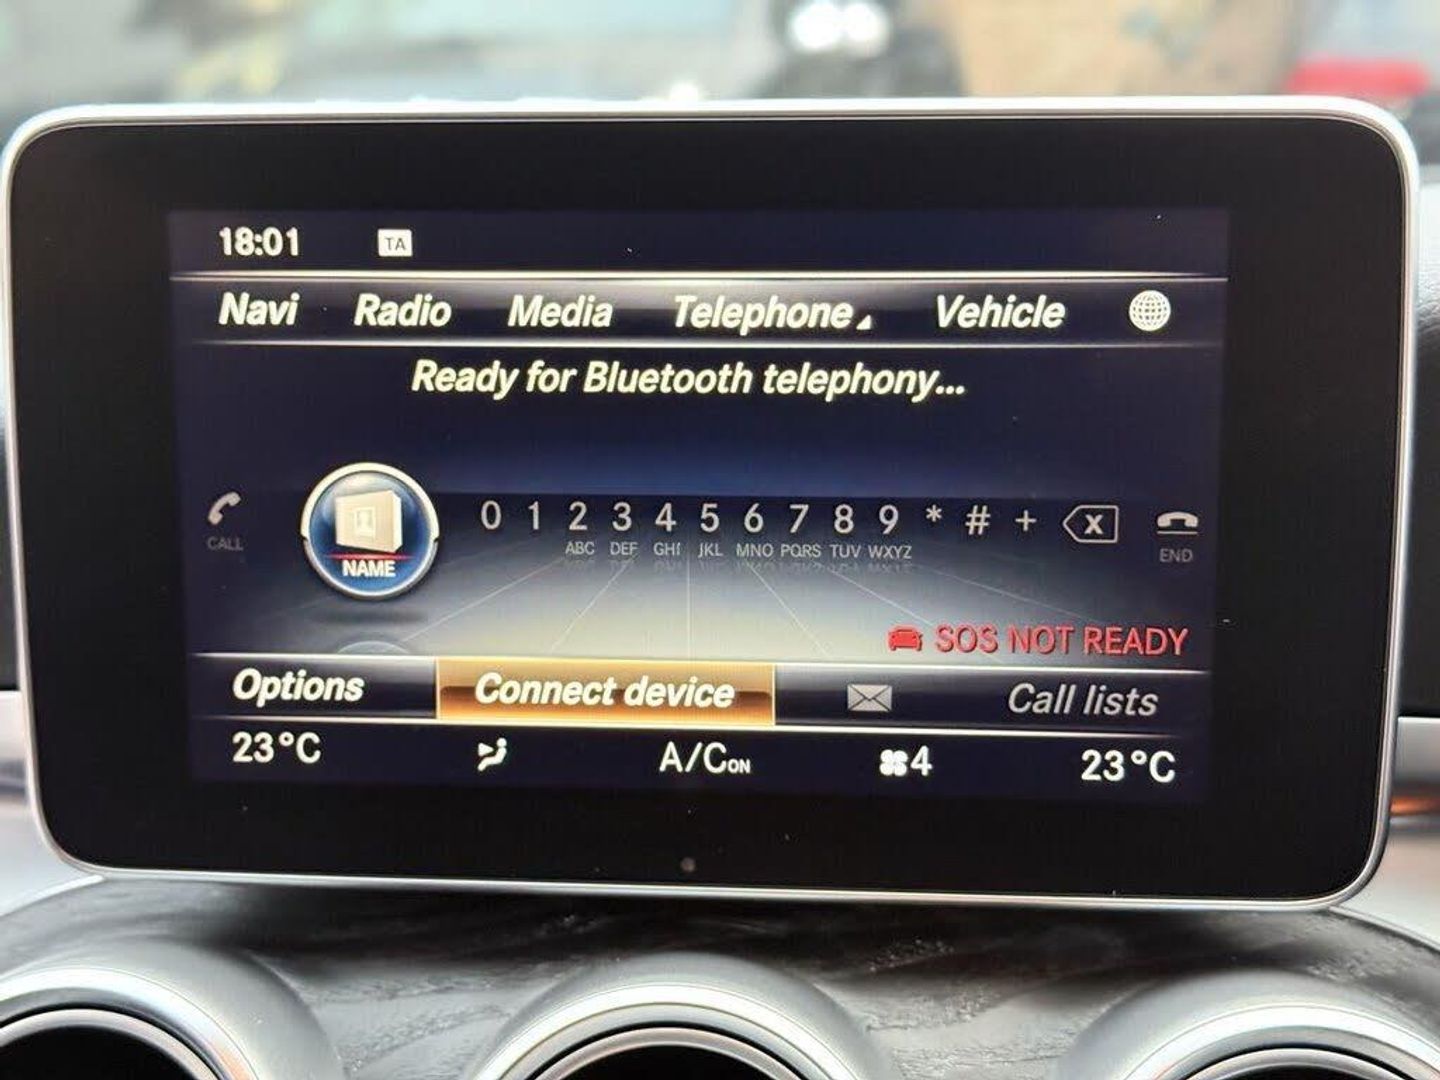 18:01 TA
Navi Radio Media Telephone Vehicle
Ready for Bluetooth telephony...
CALL NAME 0 1 2 3 4 5 6 7 8 9 * # + X END
ABC DEF GHI JKL MNO PQRS TUV WXYZ
SOS NOT READY
Options Connect device Call lists
23°C A/C ON 4 23°C